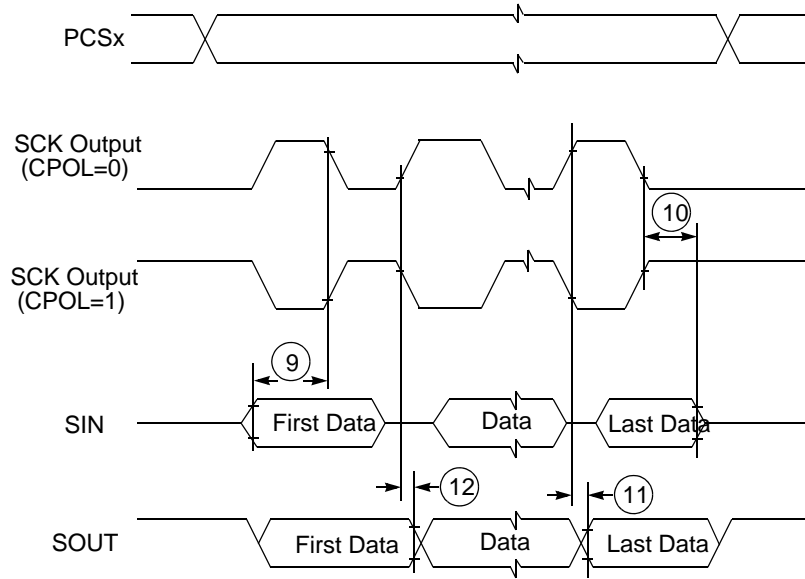 PCSx
SCK Output
(CPOL=0)
10
SCK Output
(CPOL=1)
9
SIN
First Data
Data
Last Data
12
11
SOUT
First Data
Data
Last Data